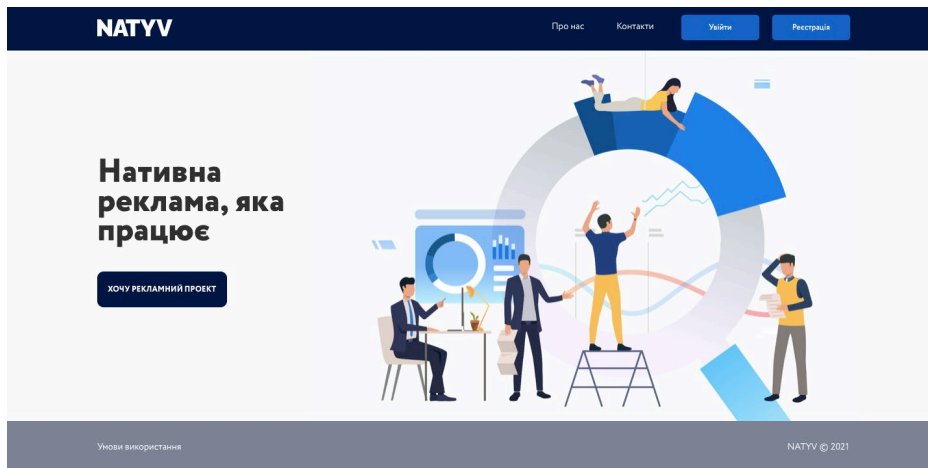 NATYV
Про нас
Контакти
Увійти
Реєстрація
Нативна
реклама, яка
працює
ХОЧУ РЕКЛАМНИЙ ПРОЕКТ
Умови використання
NATYV © 2021